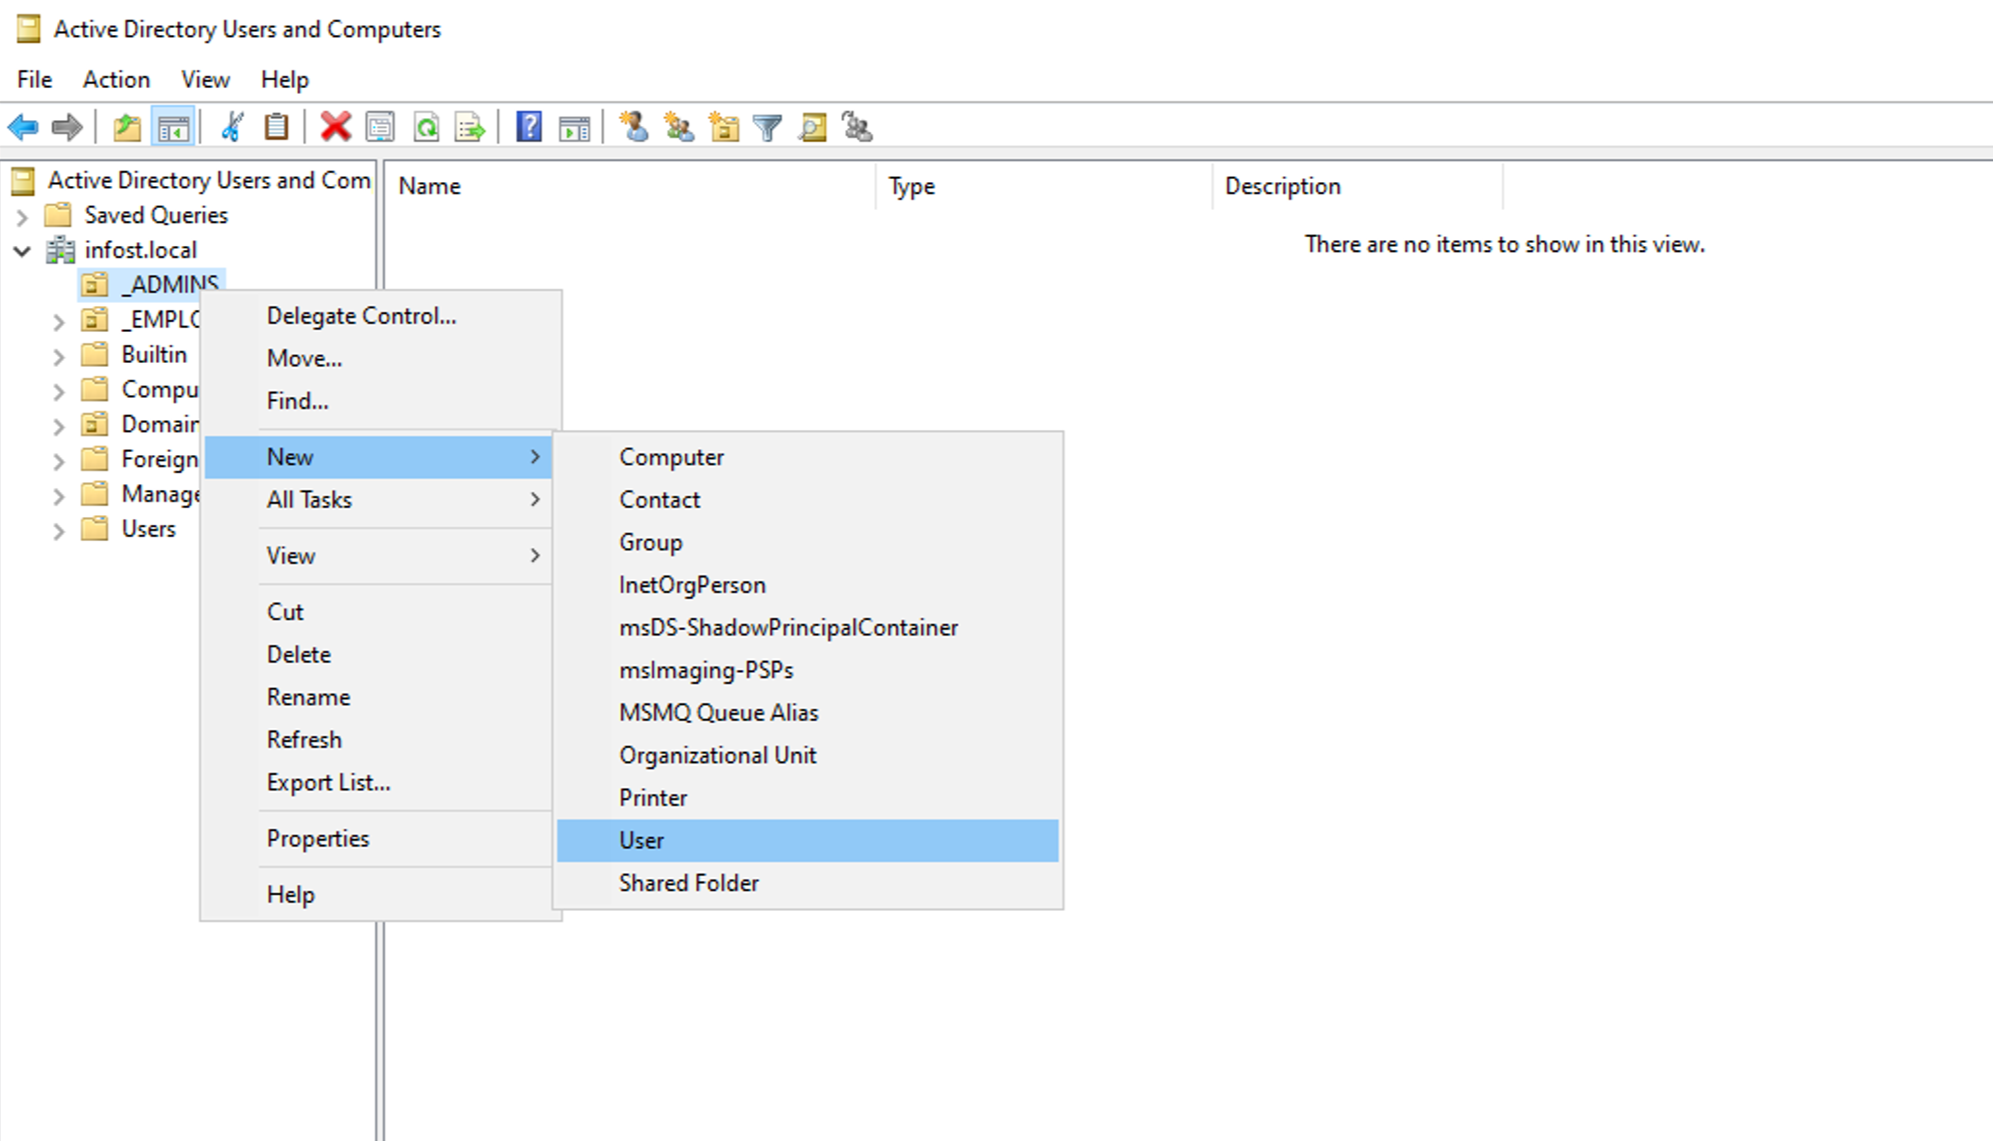 Active Directory Users and Computers
File Action View Help
Active Directory Users and Com
Name Type Description
Saved Queries
There are no items to show in this view.
infost.local
_ADMINS
_EMPLO
Builtin
Compu
Domain
Foreign
Manage
Users
Delegate Control...
Move...
Find...
New
All Tasks
View
Cut
Delete
Rename
Refresh
Export List...
Properties
Help
Computer
Contact
Group
InetOrgPerson
msDS-ShadowPrincipalContainer
msImaging-PSPs
MSMQ Queue Alias
Organizational Unit
Printer
User
Shared Folder